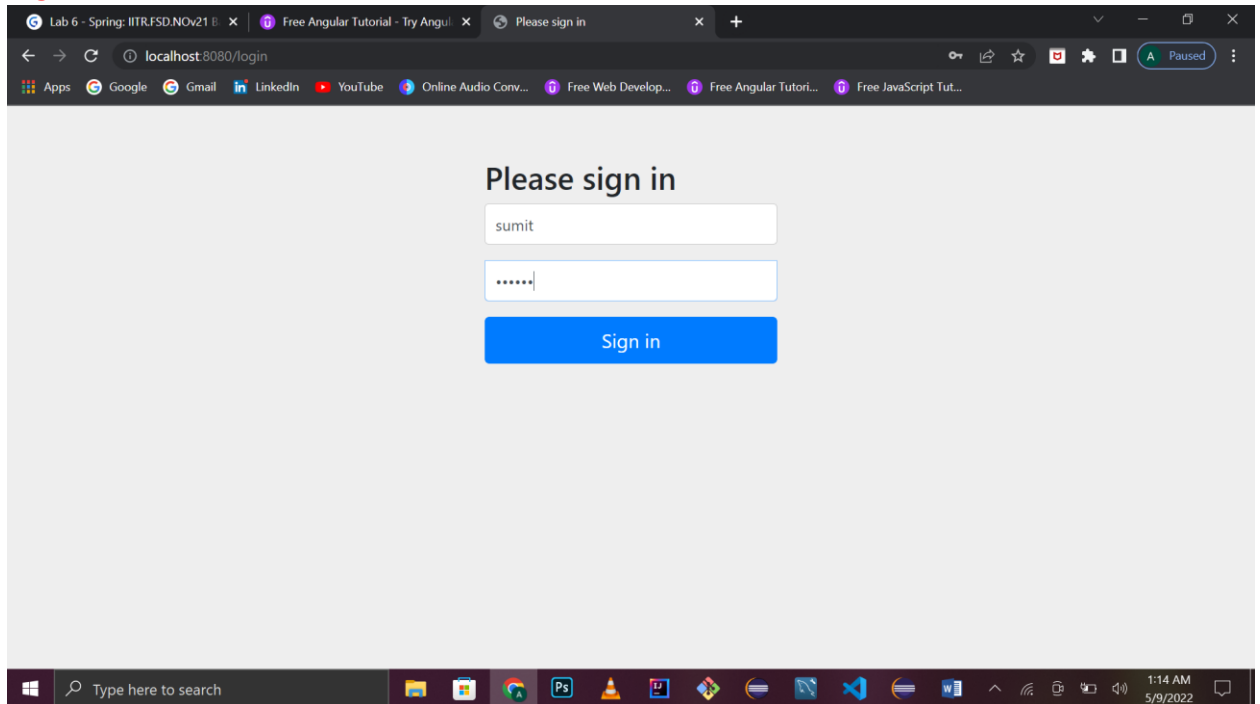 Lab 6 - Spring: IITR.FSD.NOv21 B
Free Angular Tutorial - Try Angul
Please sign in
localhost:8080/login
A Paused
Apps Google Gmail LinkedIn YouTube Online Audio Conv... Free Web Develop... Free Angular Tutori... Free JavaScript Tut...
Please sign in
sumit
••••••
Sign in
Type here to search
Ps
1:14 AM
5/9/2022